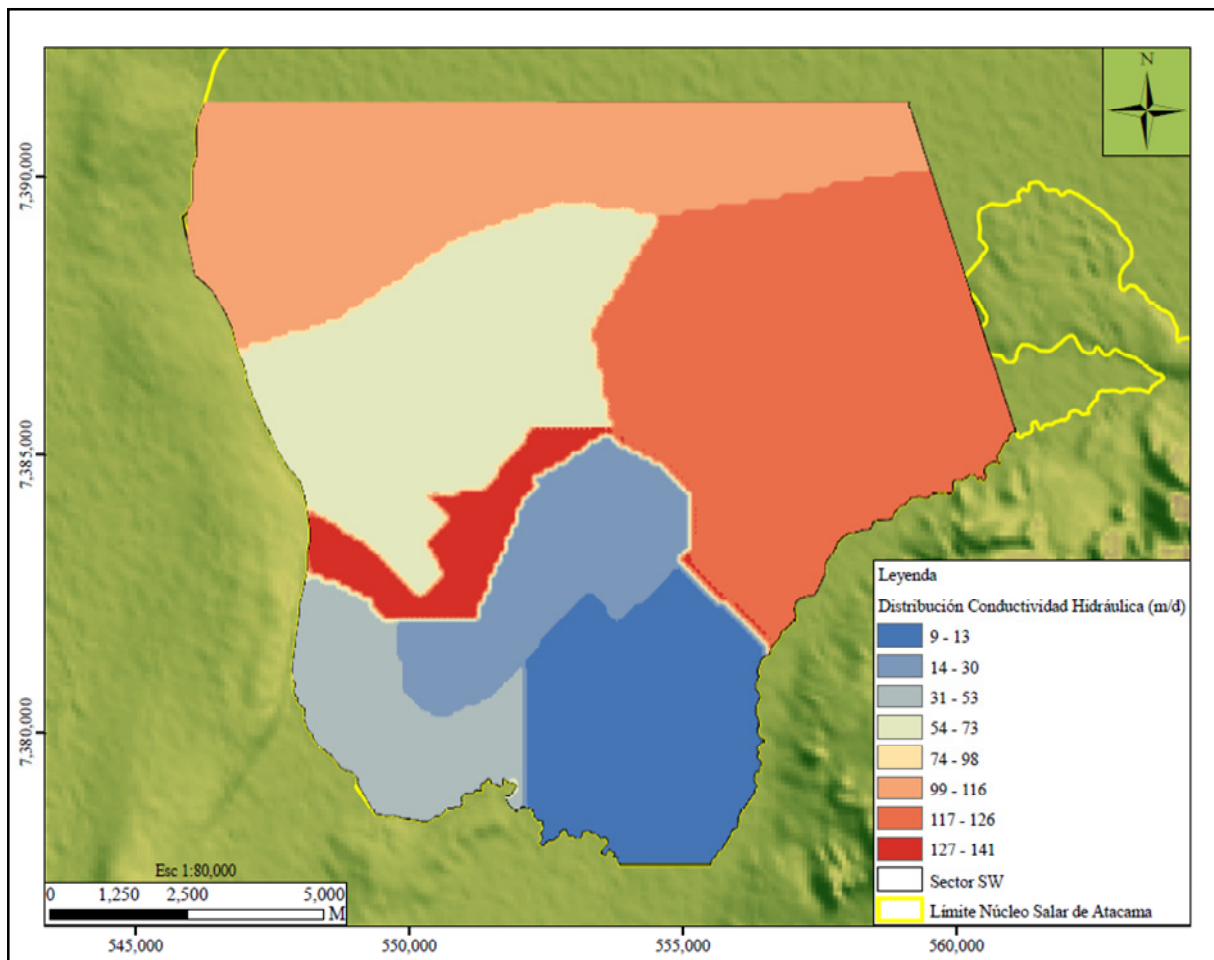 N
7,390,000
7,385,000
7,380,000
Leyenda
Distribución Conductividad Hidráulica (m/d)
9 - 13
14 - 30
31 - 53
54 - 73
74 - 98
99 - 116
117 - 126
127 - 141
Sector SW
Límite Núcleo Salar de Atacama
Esc 1:80,000
0 1,250 2,500 5,000
M
545,000 550,000 555,000 560,000